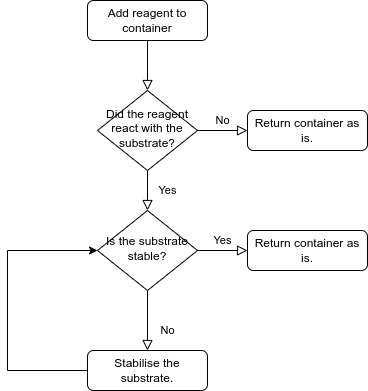 Add reagent to
container
Did the reagent
react with the
substrate?
No
Return container as
is.
Yes
Is the substrate
stable?
Yes
Return container as
is.
No
Stabilise the
substrate.